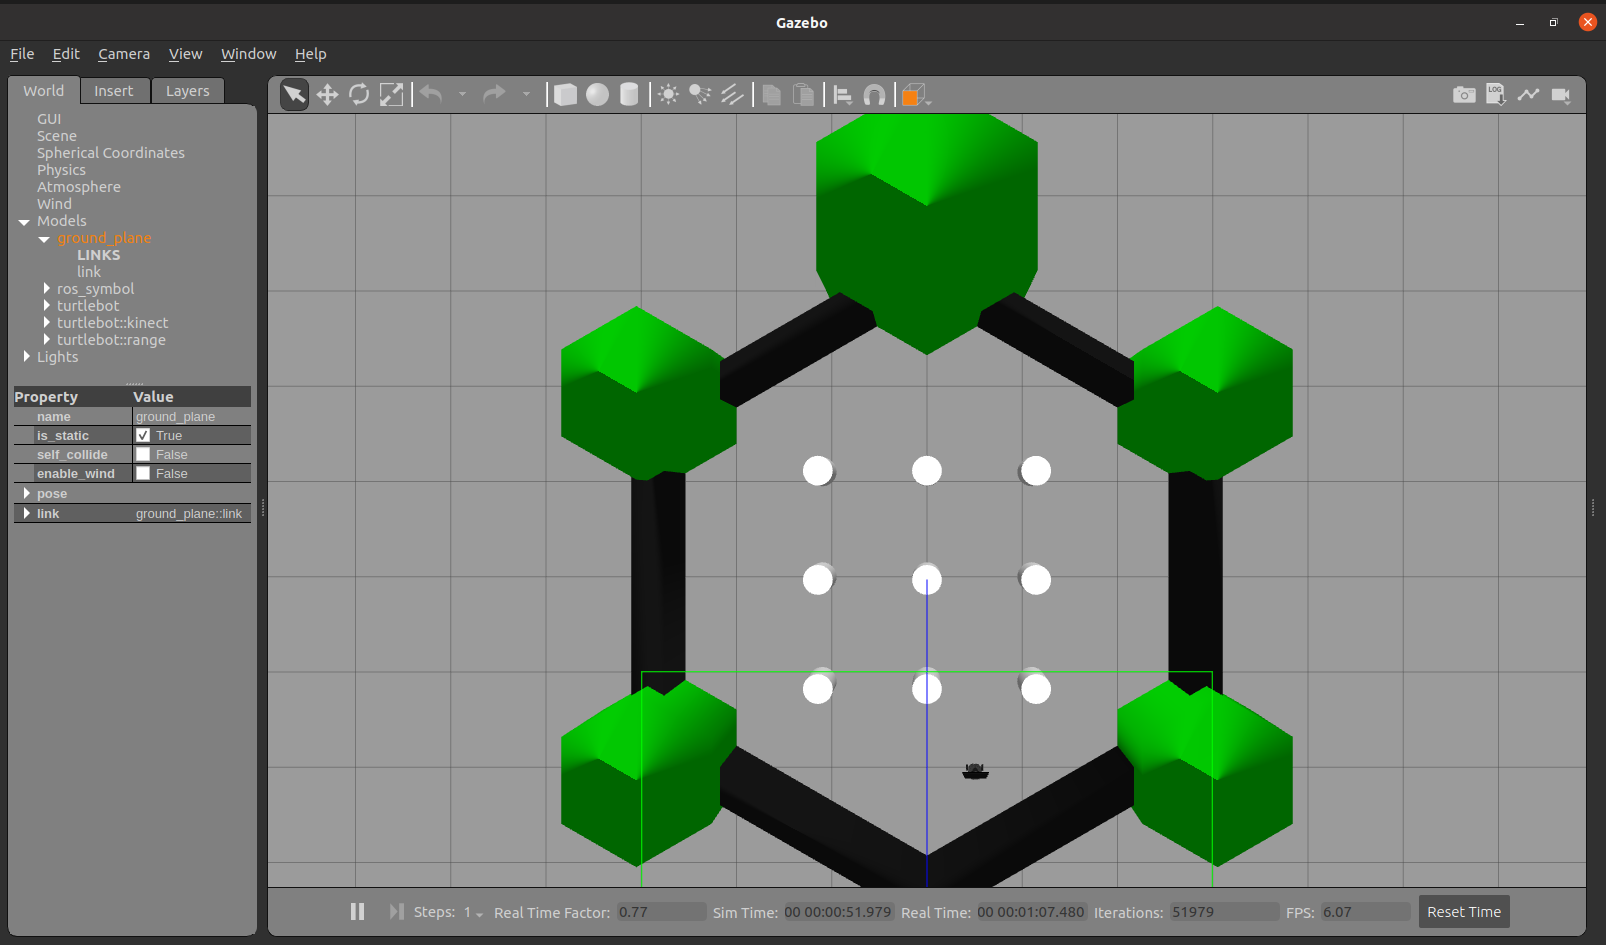 Gazebo
File Edit Camera View Window Help
World Insert Layers
LOG
GUI
Scene
Spherical Coordinates
Physics
Atmosphere
Wind
Models
ground_plane
LINKS
link
ros_symbol
turtlebot
turtlebot::kinect
turtlebot::range
Lights
Property Value
name ground_plane
is_static True
self_collide False
enable_wind False
pose
link ground_plane::link
Steps: 1 Real Time Factor: 0.77 Sim Time: 00 00:00:51.979 Real Time: 00 00:01:07.480 Iterations: 51979 FPS: 6.07 Reset Time